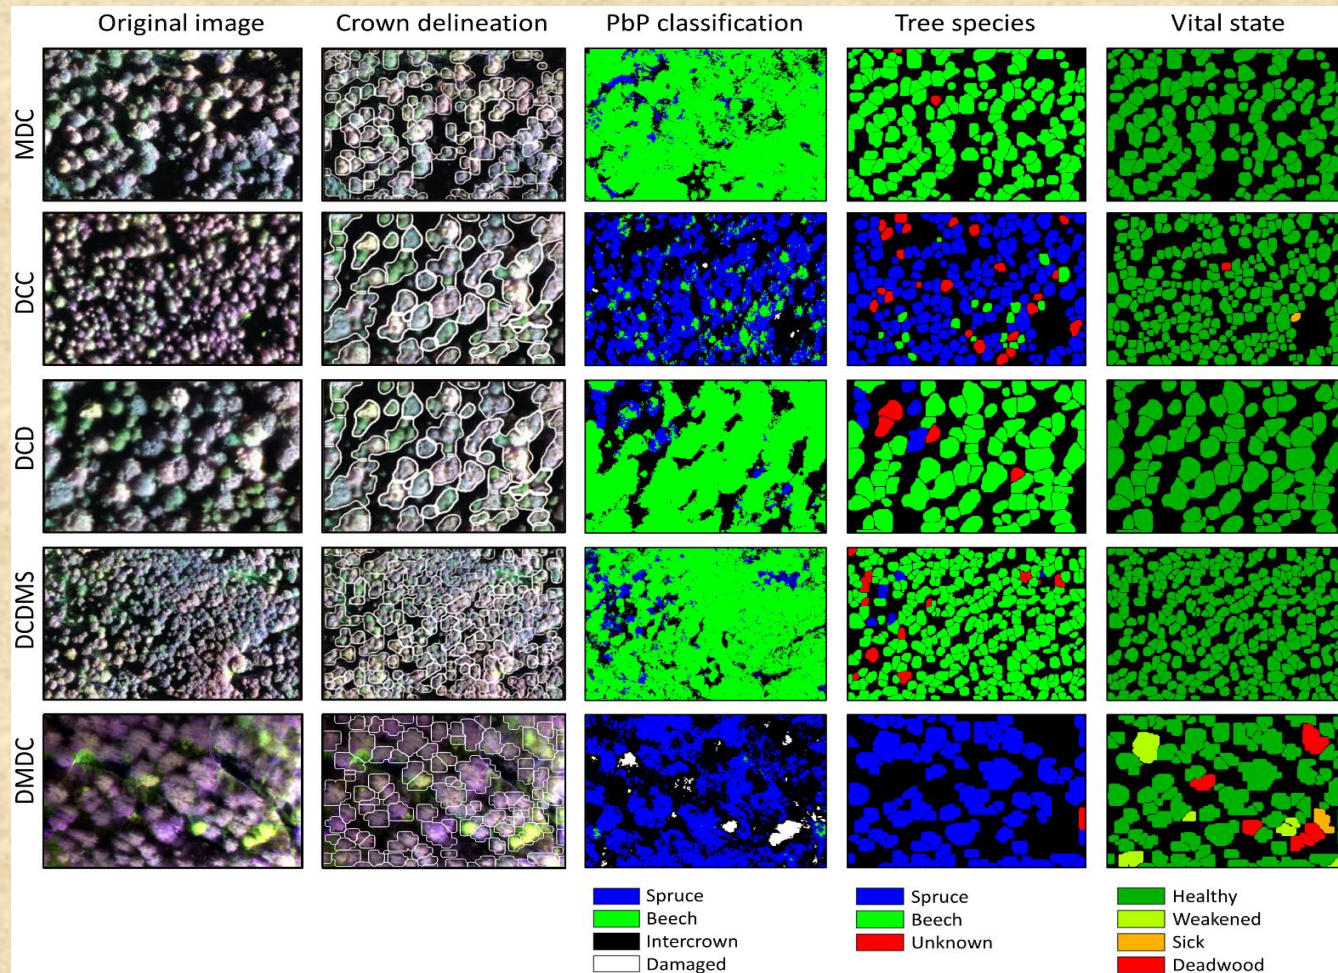 Original image Crown delineation PbP classification Tree species Vital state
MDC
DCC
DCD
DCDMS
DMDC
Spruce Spruce Healthy
Beech Beech Weakened
Intercrown Unknown Sick
Damaged Deadwood